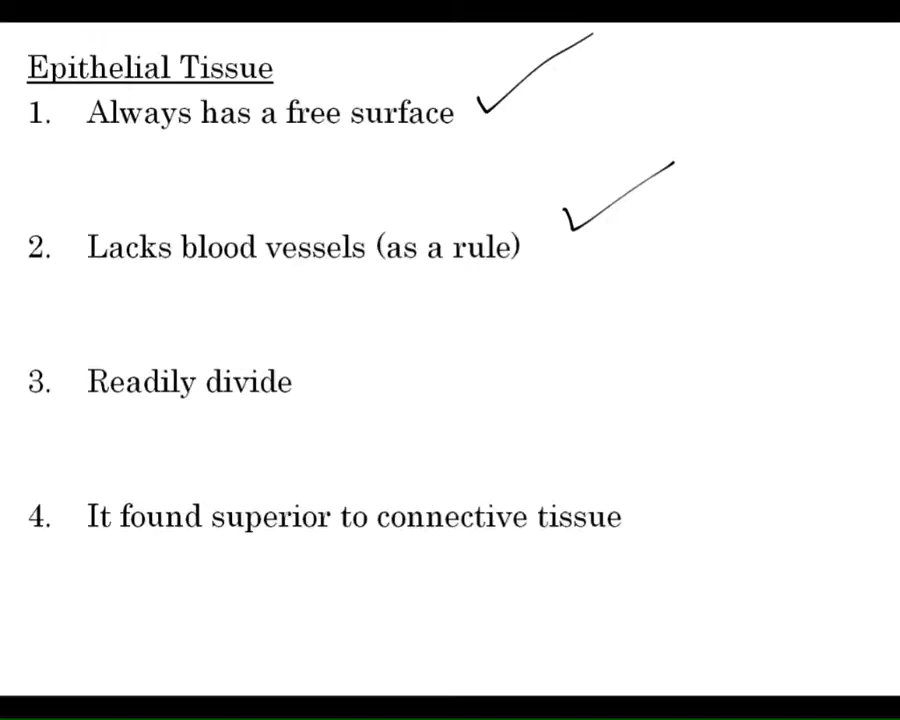 Epithelial Tissue
1. Always has a free surface
2. Lacks blood vessels (as a rule)
3. Readily divide
4. It found superior to connective tissue